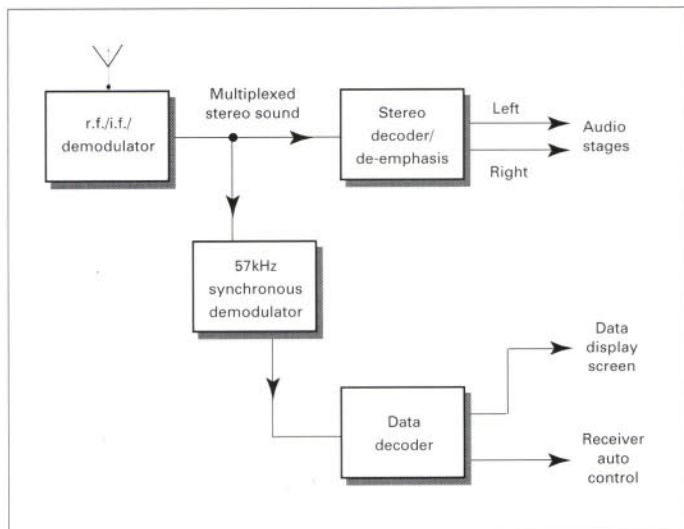 r.f./i.f./
demodulator
Multiplexed
stereo sound
Stereo
decoder/
de-emphasis
Left
Right
Audio
stages
57kHz
synchronous
demodulator
Data
decoder
Data
display
screen
Receiver
auto
control